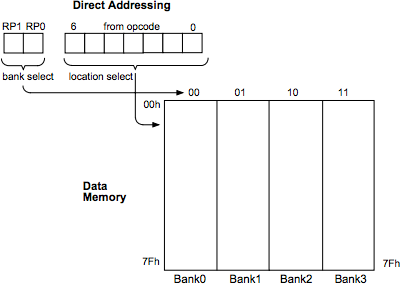 Direct Addressing
RP1 RP0 6 from opcode 0
bank select location select
00 01 10 11
00h
Data
Memory
7Fh 7Fh
Bank0 Bank1 Bank2 Bank3